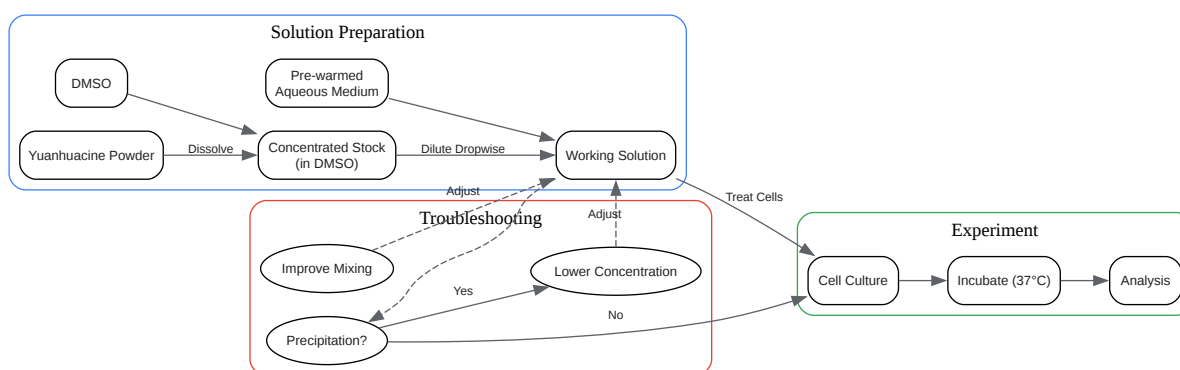 Solution Preparation
DMSO
Pre-warmed
Aqueous Medium
Yuanhuacine Powder
Dissolve
Concentrated Stock
(in DMSO)
Dilute Dropwise
Working Solution
Adjust
Treat Cells
Troubleshooting
Adjust
Improve Mixing
Lower Concentration
Yes
Precipitation?
No
Experiment
Cell Culture
Incubate (37°C)
Analysis